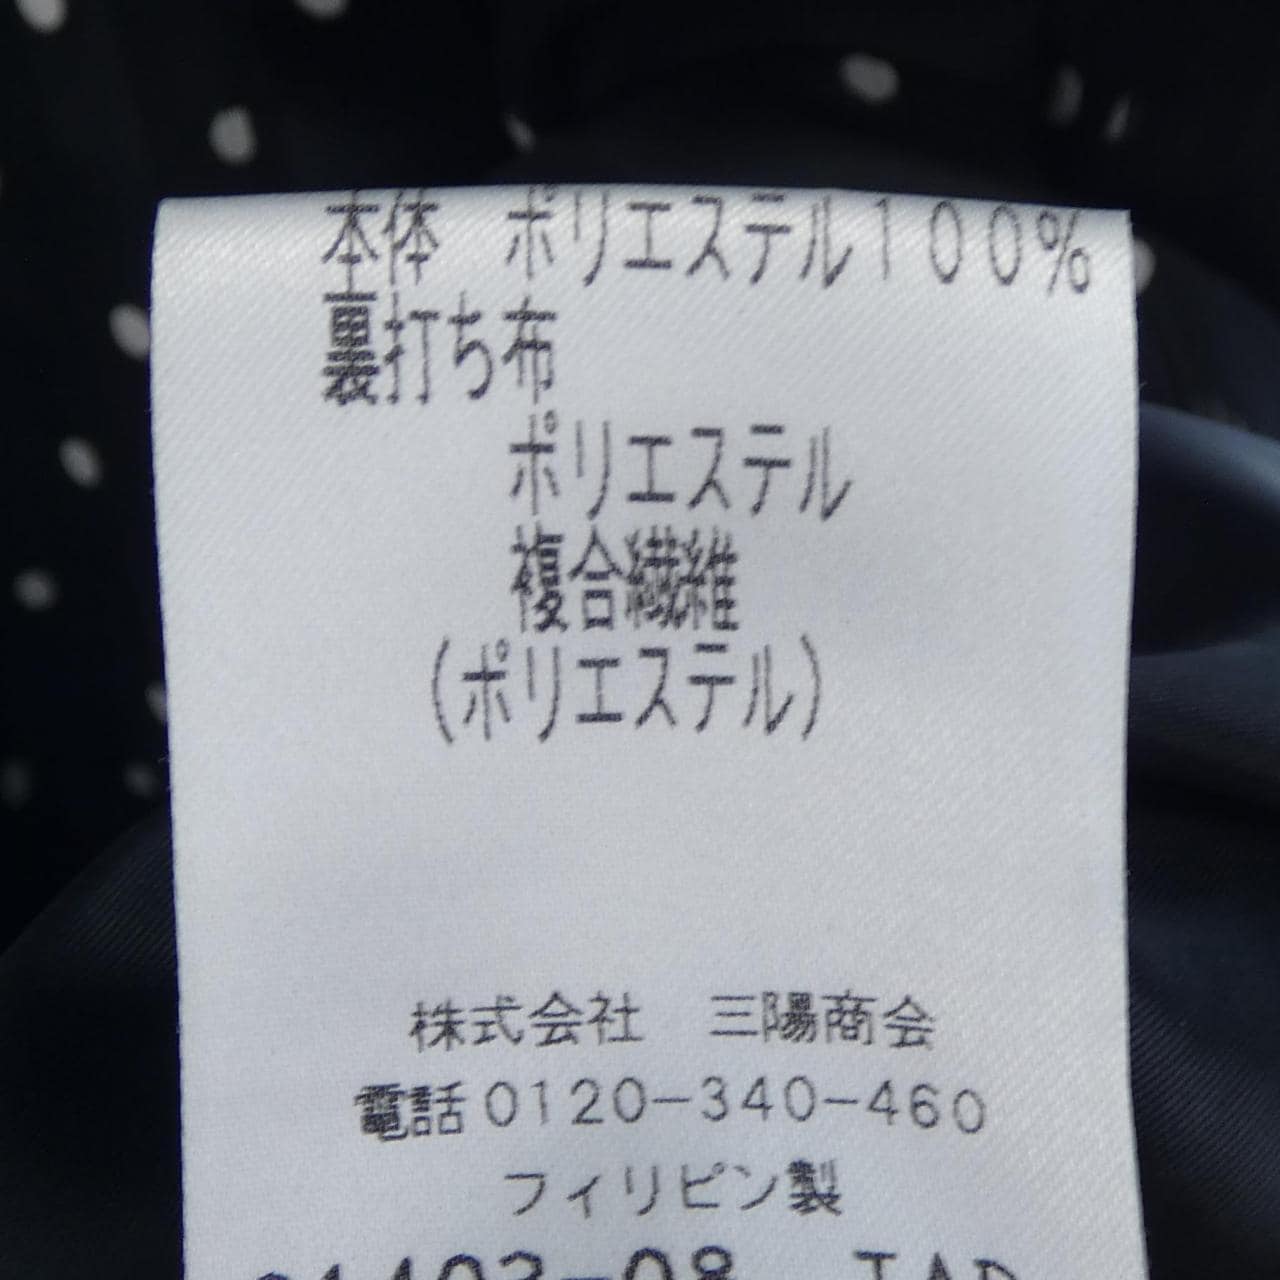 本体　ポリエステル100%
裏打ち布
ポリエステル
複合繊維
(ポリエステル)
株式会社　三陽商会
電話0120-340-460
フィリピン製